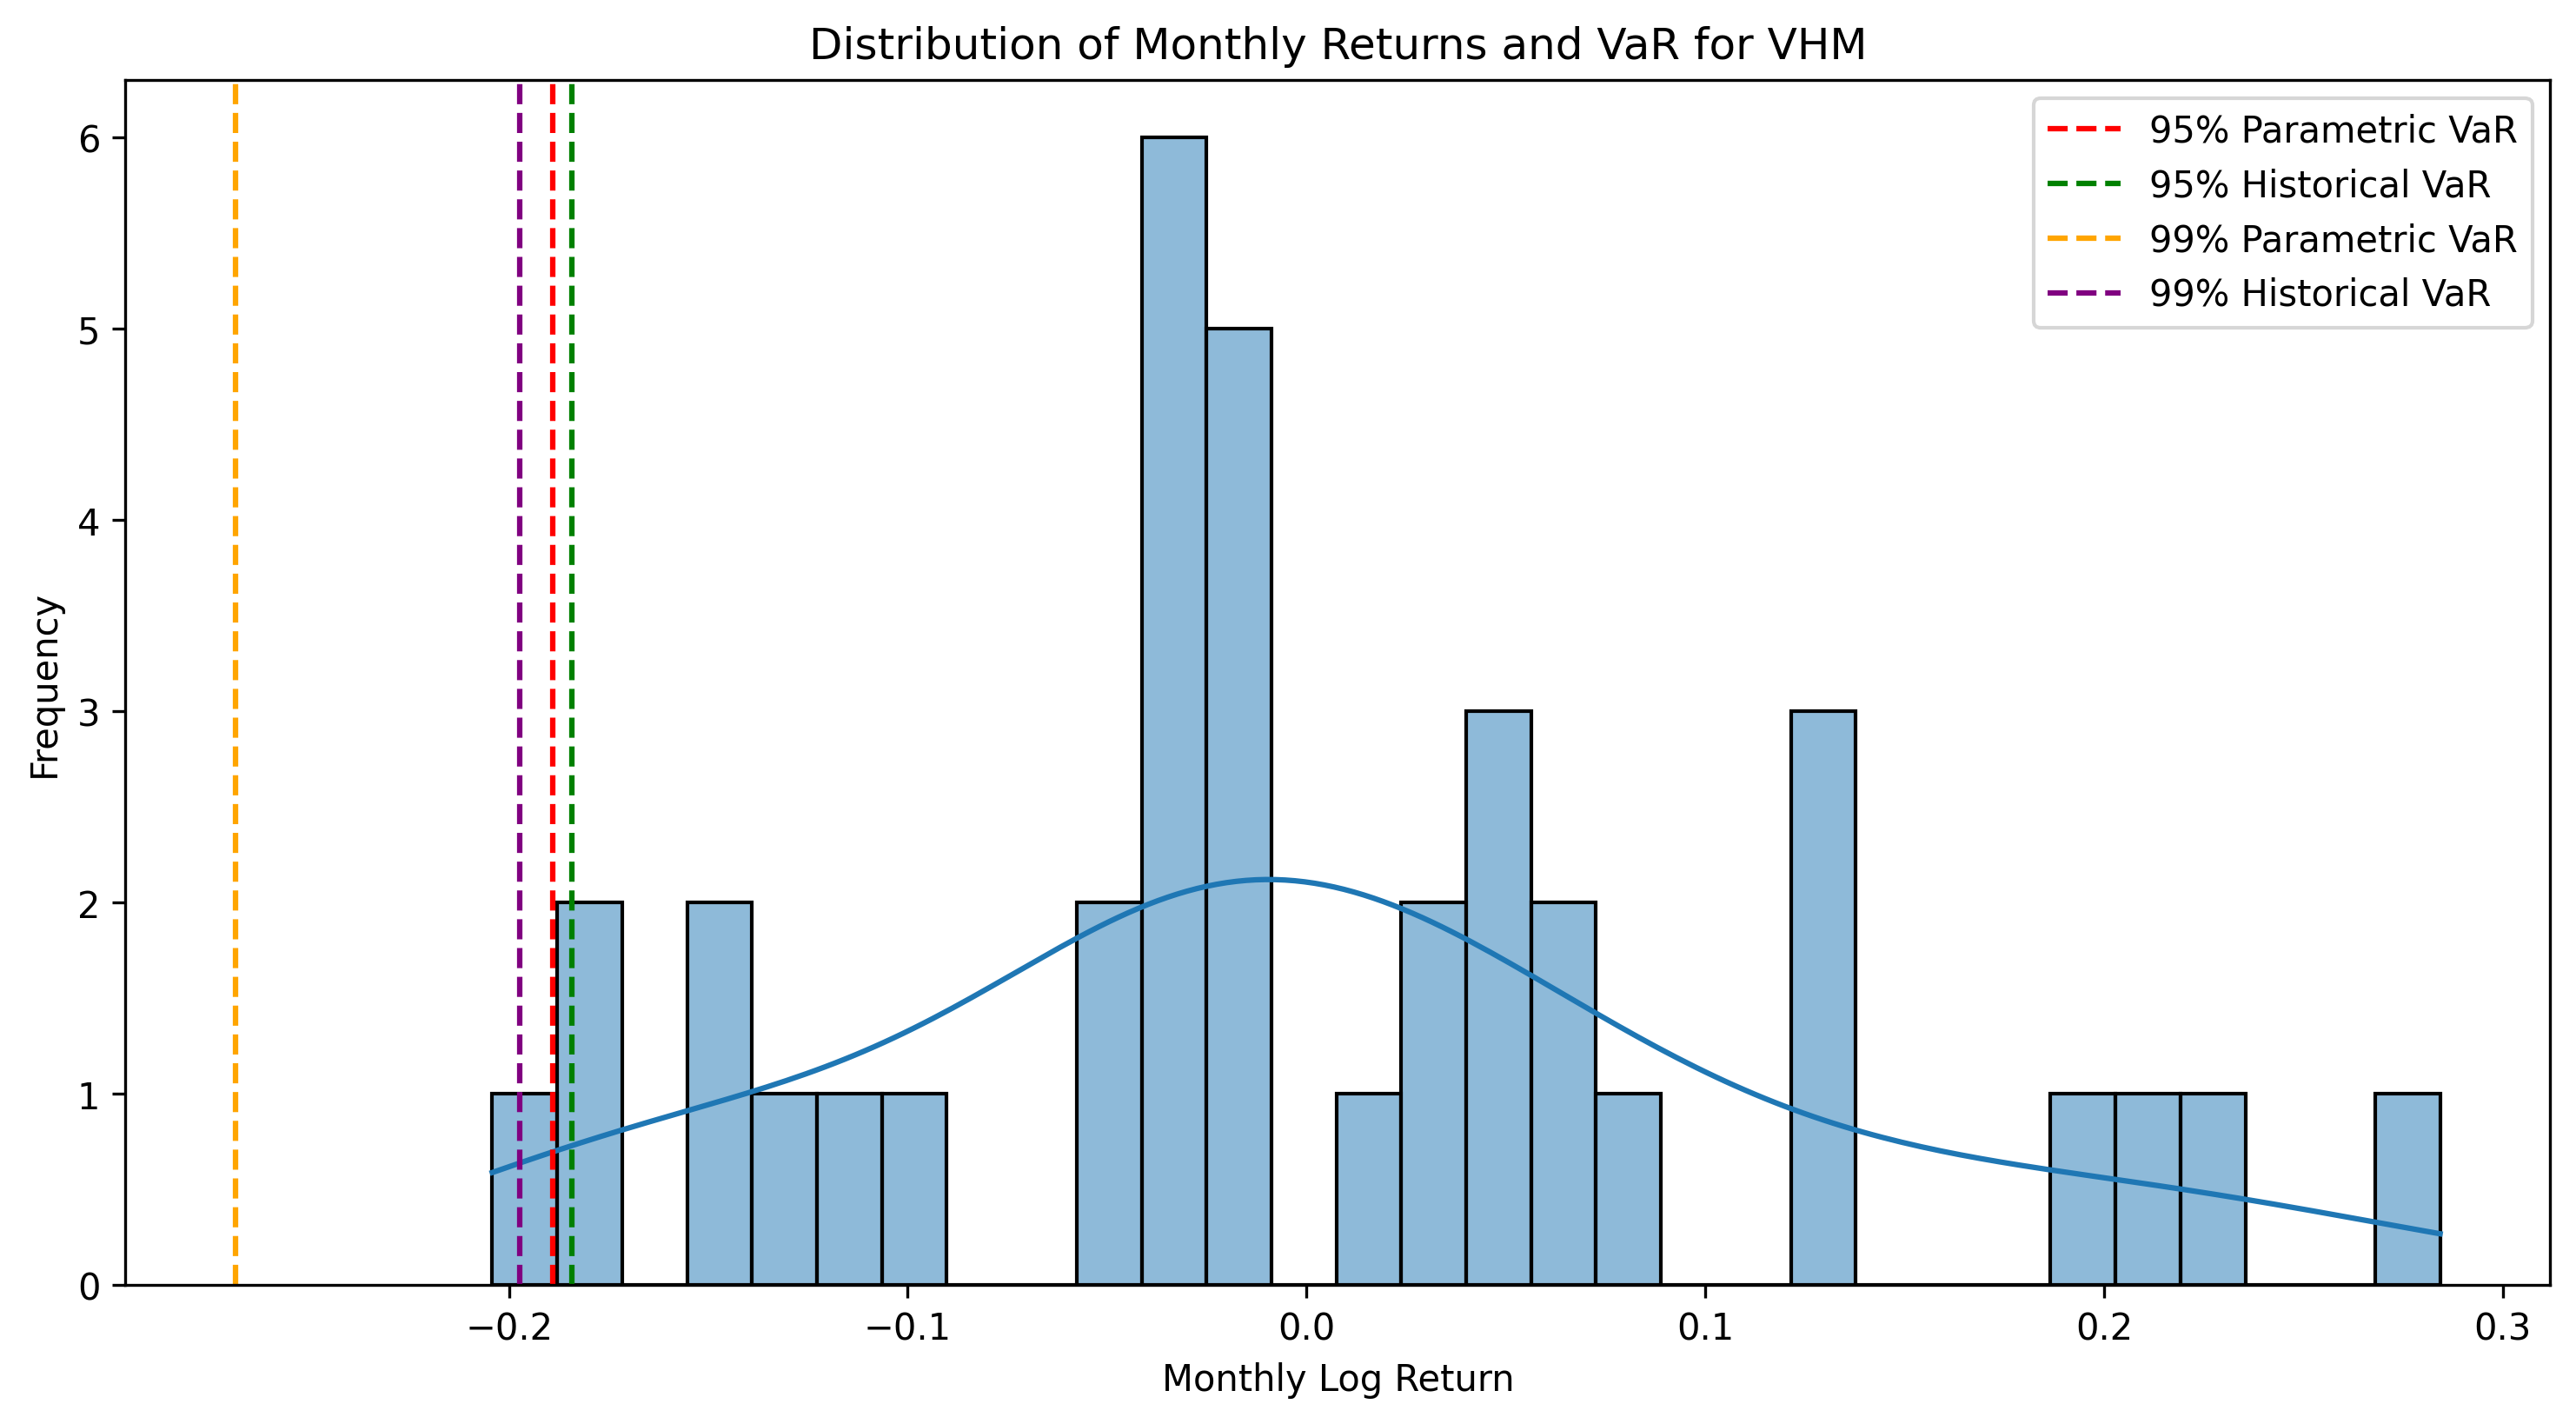 Distribution of Monthly Returns and VaR for VHM
95% Parametric VaR
95% Historical VaR
99% Parametric VaR
99% Historical VaR
6
5
4
3
2
1
0
Frequency
−0.2 −0.1 0.0 0.1 0.2 0.3
Monthly Log Return